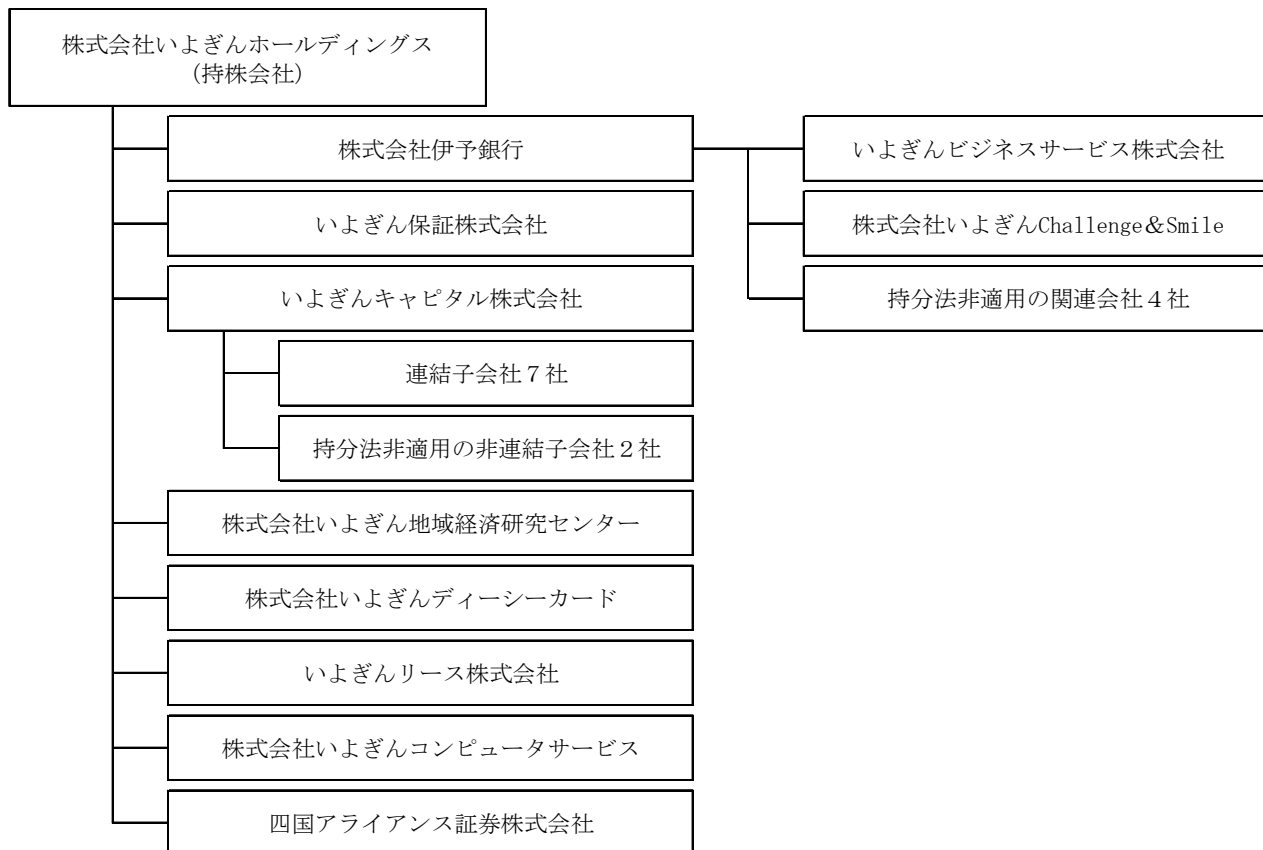 株式会社いよぎんホールディングス
(持株会社)
株式会社伊予銀行
いよぎんビジネスサービス株式会社
いよぎん保証株式会社
株式会社いよぎんChallenge＆Smile
いよぎんキャピタル株式会社
持分法非適用の関連会社４社
連結子会社７社
持分法非適用の非連結子会社２社
株式会社いよぎん地域経済研究センター
株式会社いよぎんディーシーカード
いよぎんリース株式会社
株式会社いよぎんコンピュータサービス
四国アライアンス証券株式会社